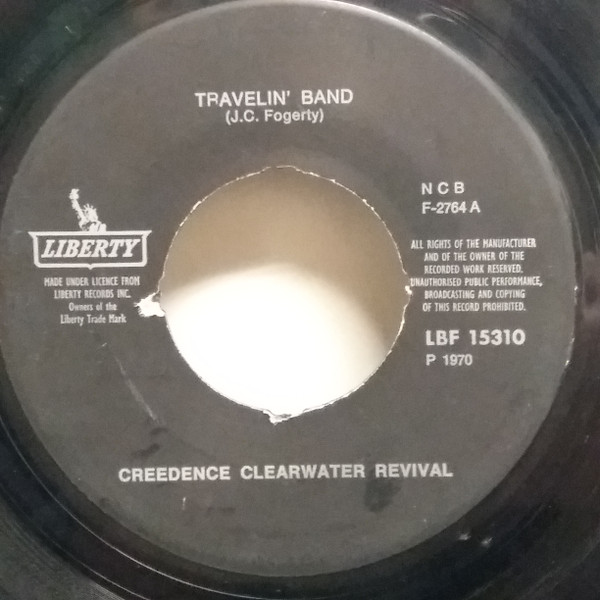 TRAVELIN' BAND
(J.C. Fogerty)
LIBERTY
MADE UNDER LICENCE FROM
LIBERTY RECORDS INC.
Owners of the
Liberty Trade Mark
N C B
F-2764 A
ALL RIGHTS OF THE MANUFACTURER
AND OF THE OWNER OF THE
RECORDED WORK RESERVED.
UNAUTHORISED PUBLIC PERFORMANCE,
BROADCASTING AND COPYING
OF THIS RECORD PROHIBITED.
LBF 15310
P 1970
CREEDENCE CLEARWATER REVIVAL